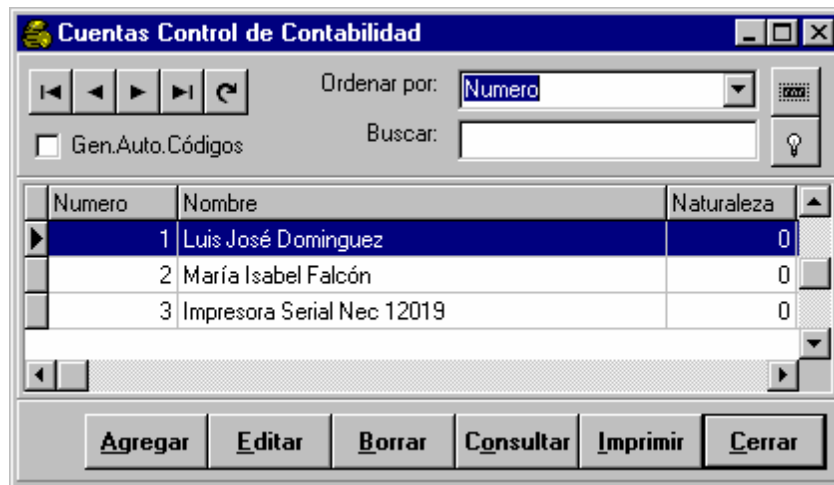 Cuentas Control de Contabilidad
Ordenar por: Numero
Gen.Auto.Códigos
Buscar:
Numero Nombre Naturaleza
1 Luis José Dominguez 0
2 María Isabel Falcón 0
3 Impresora Serial Nec 12019 0
Agregar Editar Borrar Consultar Imprimir Cerrar